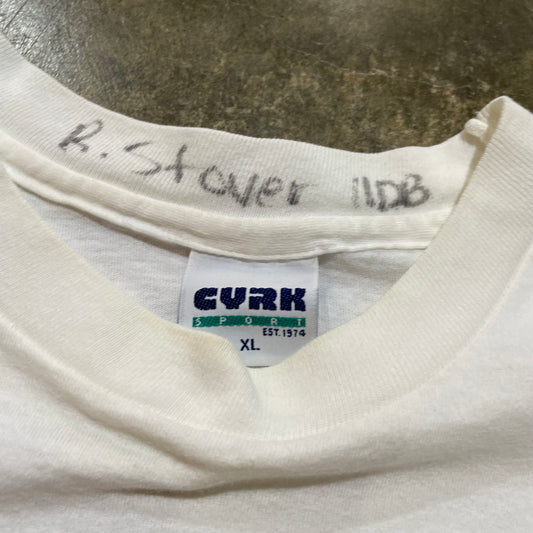 R. Stover 11DB
CYRK
SPORT
EST. 1974
XL